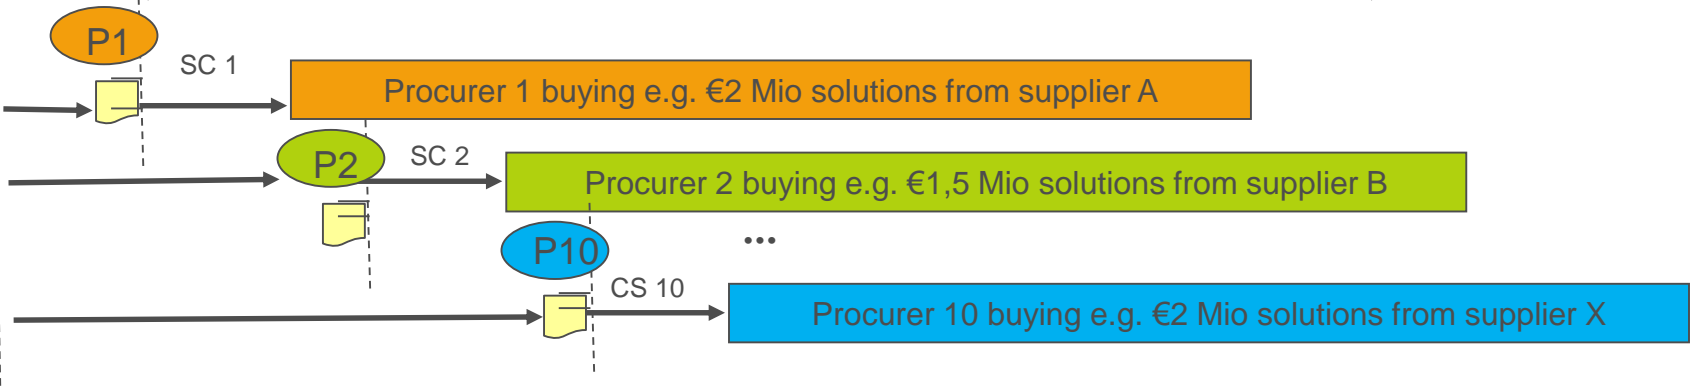 P1
SC 1
Procurer 1 buying e.g. €2 Mio solutions from supplier A
P2
SC 2
Procurer 2 buying e.g. €1,5 Mio solutions from supplier B
...
P10
CS 10
Procurer 10 buying e.g. €2 Mio solutions from supplier X